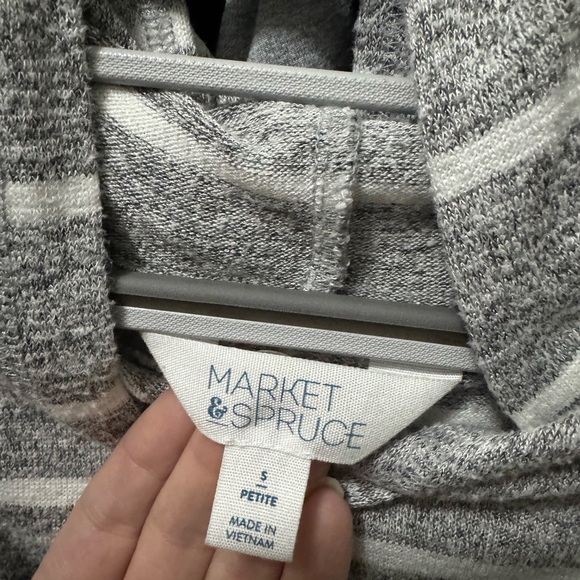 MARKET
& SPRUCE
S
PETITE
MADE IN
VIETNAM